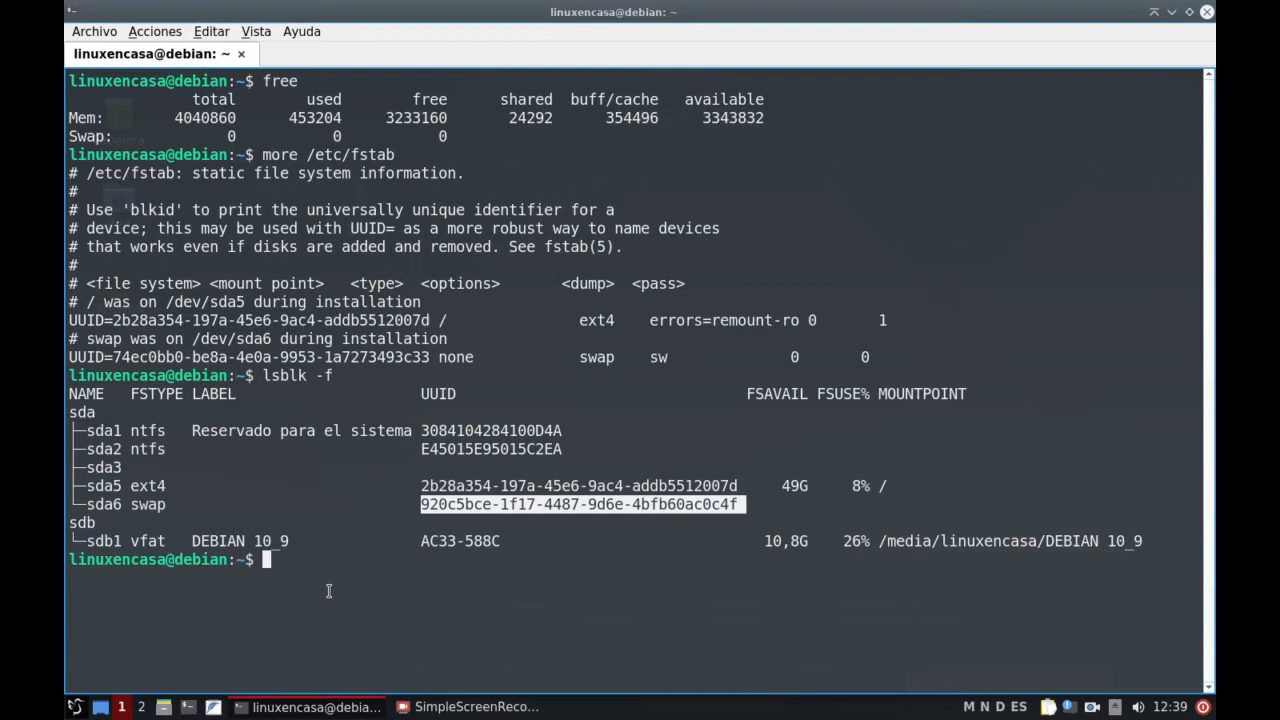 linuxencasa@debian: ~
Archivo Acciones Editar Vista Ayuda
linuxencasa@debian: ~ ×
linuxencasa@debian:~$ free
total used free shared buff/cache available
Mem: 4040860 453204 3233160 24292 354496 3343832
Swap: 0 0 0
linuxencasa@debian:~$ more /etc/fstab
# /etc/fstab: static file system information.
#
# Use 'blkid' to print the universally unique identifier for a
# device; this may be used with UUID= as a more robust way to name devices
# that works even if disks are added and removed. See fstab(5).
#
# <file system> <mount point> <type> <options> <dump> <pass>
# / was on /dev/sda5 during installation
UUID=2b28a354-197a-45e6-9ac4-addb5512007d / ext4 errors=remount-ro 0 1
# swap was on /dev/sda6 during installation
UUID=74ec0bb0-be8a-4e0a-9953-1a7273493c33 none swap sw 0 0
linuxencasa@debian:~$ lsblk -f
NAME FSTYPE LABEL UUID FSAVAIL FSUSE% MOUNTPOINT
sda
├─sda1 ntfs Reservado para el sistema 3084104284100D4A
├─sda2 ntfs E45015E95015C2EA
├─sda3
├─sda5 ext4 2b28a354-197a-45e6-9ac4-addb5512007d 49G 8% /
└─sda6 swap 920c5bce-1f17-4487-9d6e-4bfb60ac0c4f
sdb
└─sdb1 vfat DEBIAN 10_9 AC33-588C 10,8G 26% /media/linuxencasa/DEBIAN 10_9
linuxencasa@debian:~$
1 2 linuxencasa@debia... SimpleScreenReco... M N D ES 12:39